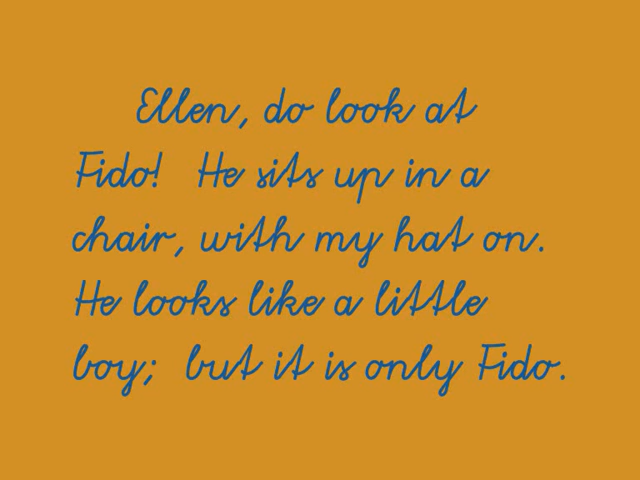 Ellen, do look at
Fido! He sits up in a
chair, with my hat on.
He looks like a little
boy; but it is only Fido.